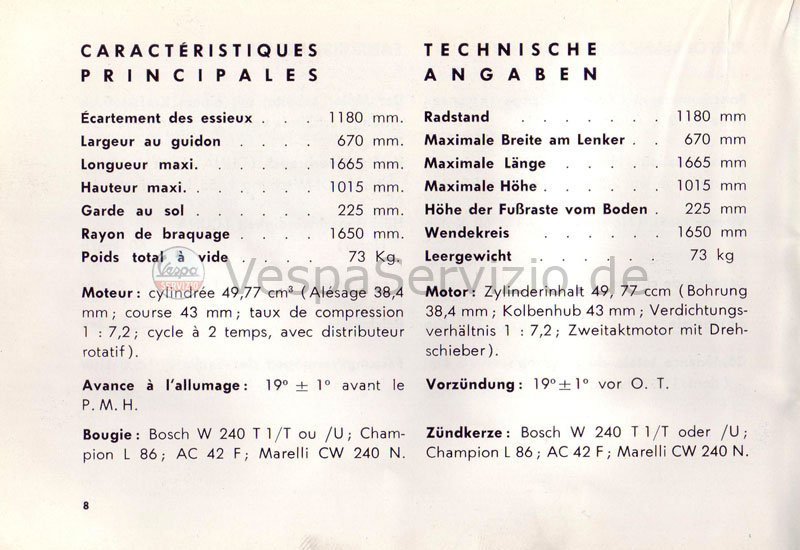 CARACTÉRISTIQUES
PRINCIPALES
Écartement des essieux . . . 1180 mm.
Largeur au guidon . . . . 670 mm.
Longueur maxi. . . . . . 1665 mm.
Hauteur maxi. . . . . . 1015 mm.
Garde au sol . . . . . . 225 mm.
Rayon de braquage . . . . 1650 mm.
Poids total à vide . . . . 73 Kg.
Moteur: cylindrée 49,77 cm³ (Alésage 38,4
mm; course 43 mm; taux de compression
1 : 7,2; cycle à 2 temps, avec distributeur
rotatif).
Avance à l'allumage: 19° ± 1° avant le
P. M. H.
Bougie: Bosch W 240 T 1/T ou /U; Cham-
pion L 86; AC 42 F; Marelli CW 240 N.
8
TECHNISCHE
ANGABEN
Radstand . . . . . . . 1180 mm
Maximale Breite am Lenker . . 670 mm
Maximale Länge . . . . . 1665 mm
Maximale Höhe . . . . . 1015 mm
Höhe der Fußraste vom Boden . 225 mm
Wendekreis . . . . . . 1650 mm
Leergewicht . . . . . . 73 kg
Motor: Zylinderinhalt 49, 77 ccm (Bohrung
38,4 mm; Kolbenhub 43 mm; Verdichtungs-
verhältnis 1 : 7,2; Zweitaktmotor mit Dreh-
schieber).
Vorzündung: 19°±1° vor O. T.
Zündkerze: Bosch W 240 T 1/T oder /U;
Champion L 86; AC 42 F; Marelli CW 240 N.
Vespa
SERVIZIO
VespaServizio.de